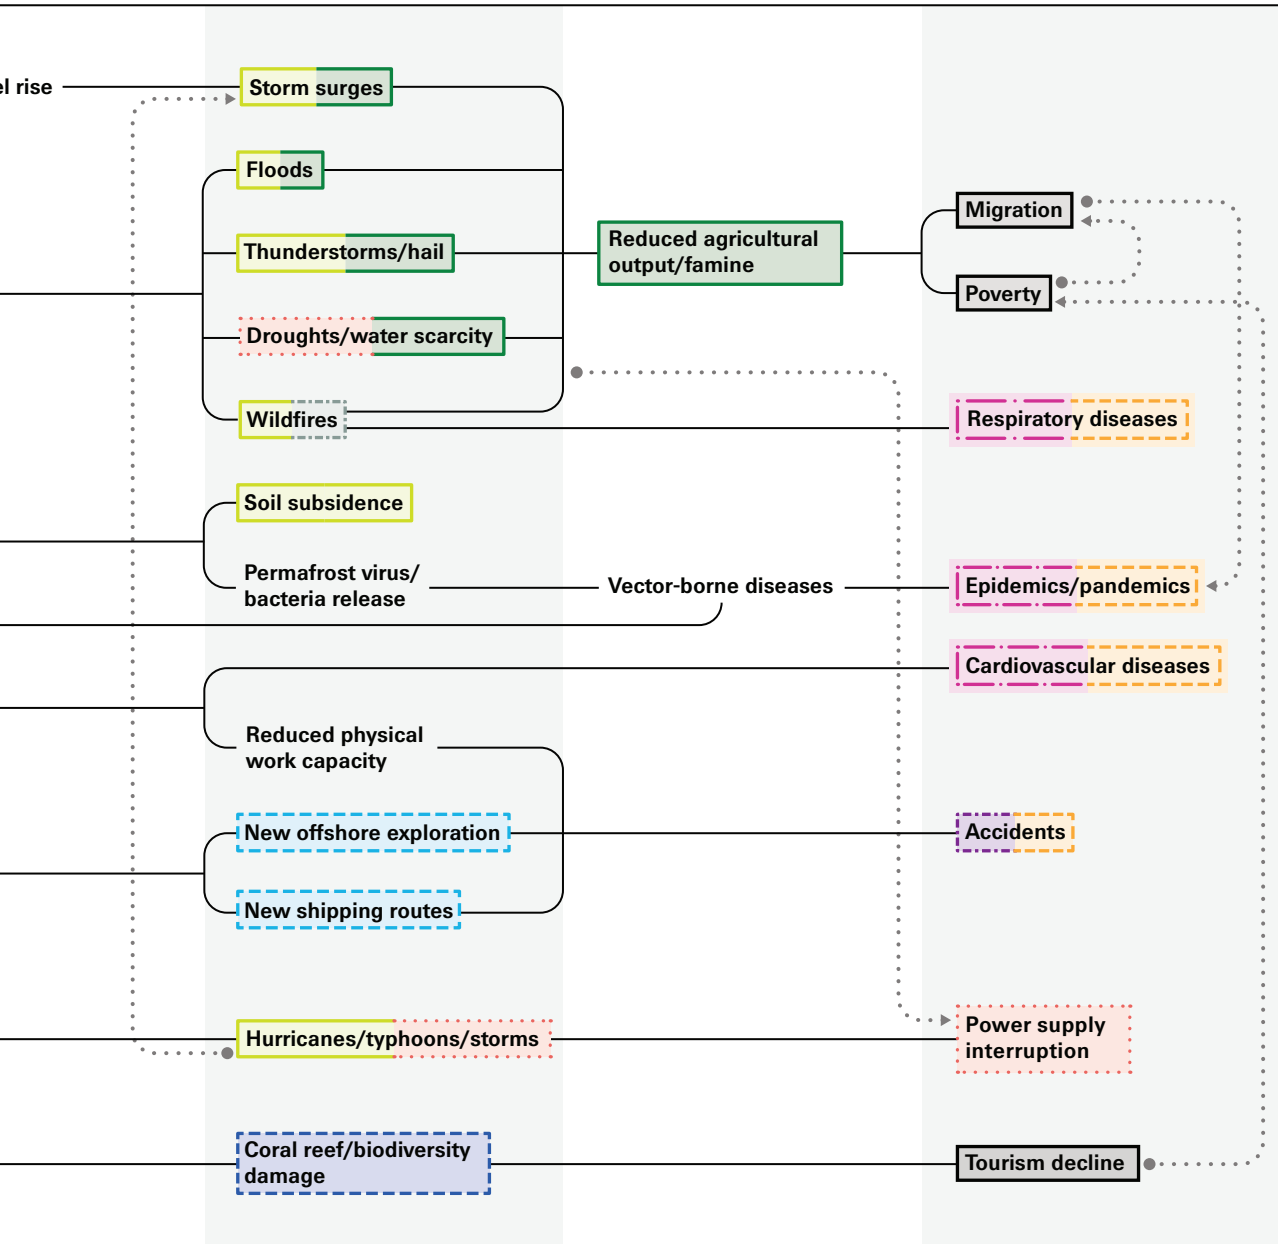 el rise
Storm surges
Floods
Thunderstorms/hail
Droughts/water scarcity
Wildfires
Soil subsidence
Permafrost virus/
bacteria release
Reduced physical
work capacity
New offshore exploration
New shipping routes
Hurricanes/typhoons/storms
Coral reef/biodiversity
damage
Reduced agricultural
output/famine
Vector-borne diseases
Migration
Poverty
Respiratory diseases
Epidemics/pandemics
Cardiovascular diseases
Accidents
Power supply
interruption
Tourism decline